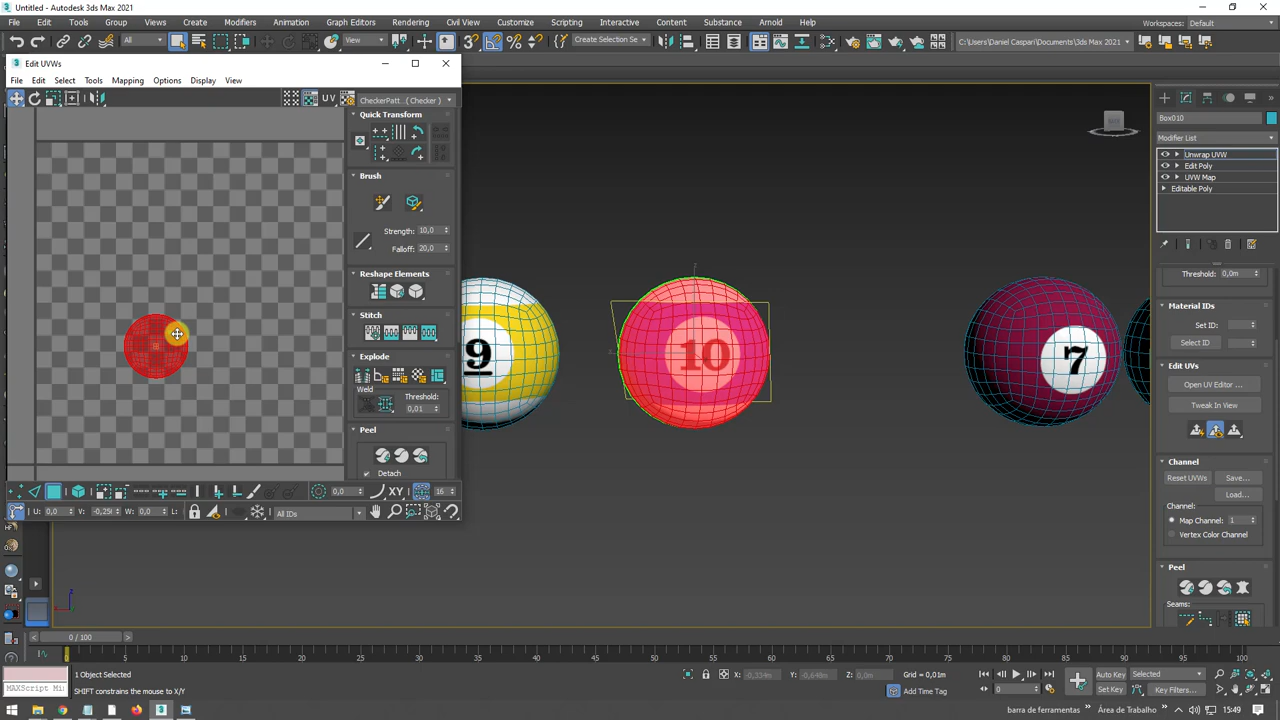 Untitled - Autodesk 3ds Max 2021
File Edit Tools Group Views Create Modifiers Animation Graph Editors Rendering Civil View Customize Scripting Interactive Content Substance Arnold Help
Workspaces: Default
All
View
Create Selection Se
C:\Users\Daniel Caspari\Documents\3ds Max 2021
Edit UVWs
File Edit Select Tools Mapping Options Display View
UV
CheckerPatt... ( Checker )
Quick Transform
Brush
Strength: 10,0
Falloff: 20,0
Reshape Elements
Stitch
Explode
Weld
Threshold:
0,01
Peel
Detach
0,0
XY
16
U: 0,0
V: -0,25
W: 0,0
L:
All IDs
9
10
7
Box010
Modifier List
Unwrap UVW
Edit Poly
UVW Map
Editable Poly
Threshold: 0,0m
Material IDs
Set ID:
Select ID
Edit UVs
Open UV Editor ...
Tweak In View
Channel
Reset UVWs
Save...
Load...
Channel:
Map Channel: 1
Vertex Color Channel
Peel
Seams:
0 / 100
0 5 10 15 20 25 30 35 40 45 50 55 60 65 70 75 80 85 90 95 100
1 Object Selected
SHIFT constrains the mouse to X/Y
MAXScript Mi
X: -0,334m
Y: -0,648m
Z: 0,0m
Grid = 0,01m
Add Time Tag
Auto Key
Selected
Set Key
Key Filters...
0
barra de ferramentas
Área de Trabalho
15:49